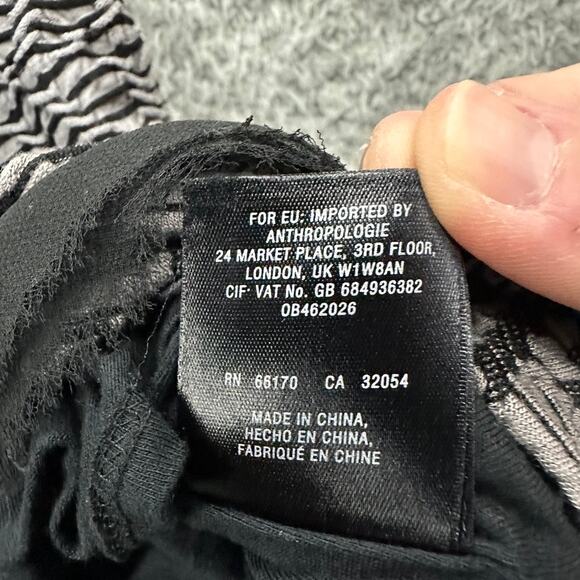 FOR EU: IMPORTED BY
ANTHROPOLOGIE
24 MARKET PLACE, 3RD FLOOR,
LONDON, UK W1W8AN
CIF· VAT No. GB 684936382
OB462026
RN 66170 CA 32054
MADE IN CHINA,
HECHO EN CHINA,
FABRIQUÉ EN CHINE